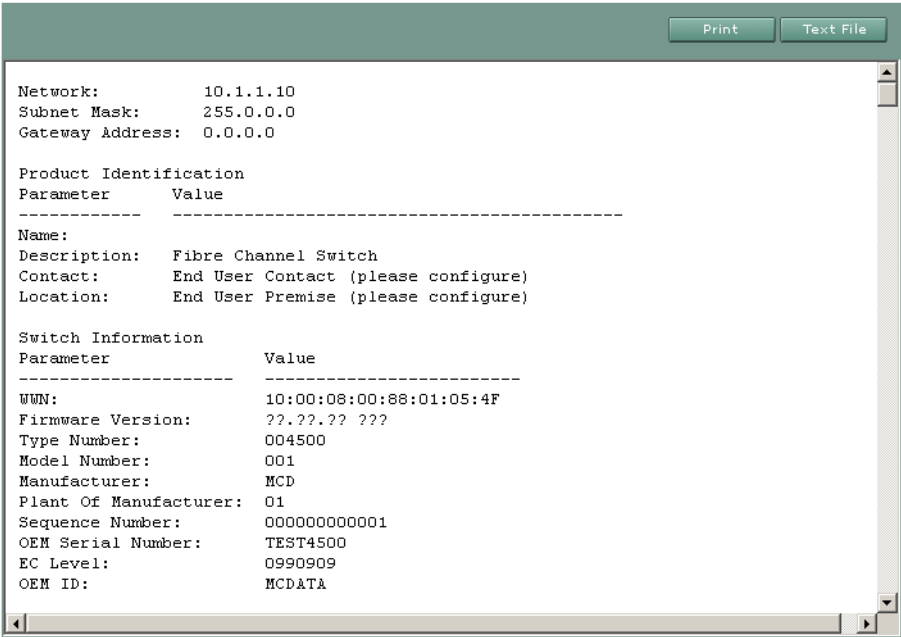 Print Text File
Network: 10.1.1.10
Subnet Mask: 255.0.0.0
Gateway Address: 0.0.0.0
Product Identification
Parameter Value
------------ --------------------------------------------
Name:
Description: Fibre Channel Switch
Contact: End User Contact (please configure)
Location: End User Premise (please configure)
Switch Information
Parameter Value
--------------------- -------------------------
WWN: 10:00:08:00:88:01:05:4F
Firmware Version: ??.??.?? ???
Type Number: 004500
Model Number: 001
Manufacturer: MCD
Plant Of Manufacturer: 01
Sequence Number: 000000000001
OEM Serial Number: TEST4500
EC Level: 0990909
OEM ID: MCDATA